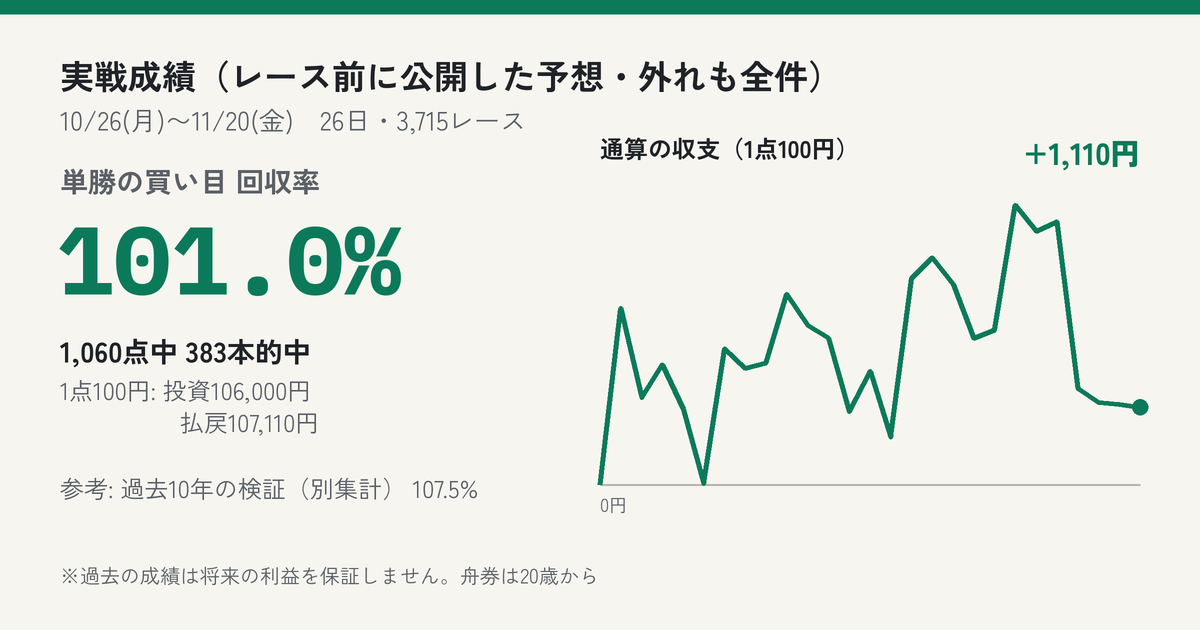 実戦成績（レース前に公開した予想・外れも全件）
10/26(月)〜11/20(金)　26日・3,715レース
単勝の買い目 回収率
101.0%
1,060点中 383本的中
1点100円: 投資106,000円
払戻107,110円
参考: 過去10年の検証（別集計） 107.5%
通算の収支（1点100円）
+1,110円
0円
※過去の成績は将来の利益を保証しません。舟券は20歳から